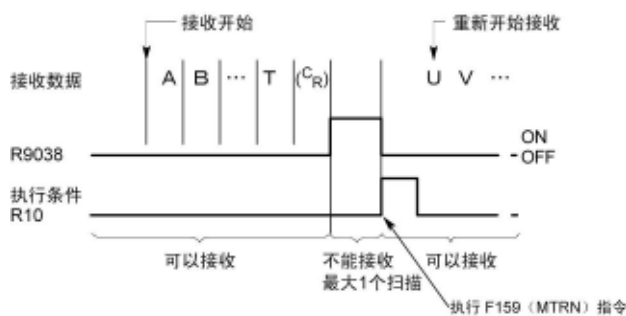 接收开始
重新开始接收
接收数据 A B … T (CR) U V …
R9038 ON
OFF
执行条件
R10
可以接收 不能接收 可以接收
最大1个扫描
执行 F159（MTRN）指令